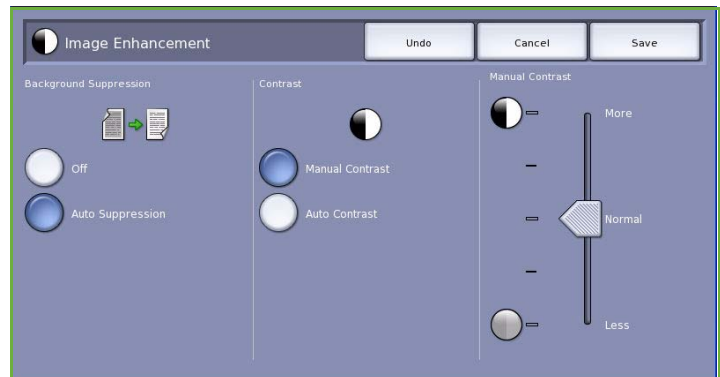 Image Enhancement
Undo
Cancel
Save
Background Suppression
Off
Auto Suppression
Contrast
Manual Contrast
Auto Contrast
Manual Contrast
More
Normal
Less